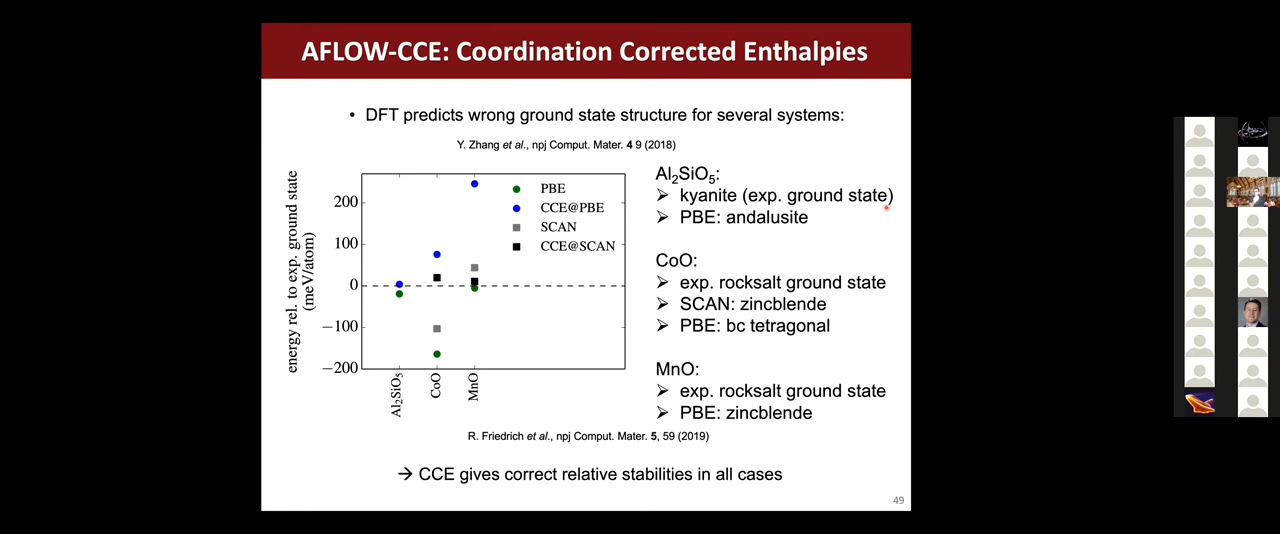 AFLOW-CCE: Coordination Corrected Enthalpies
• DFT predicts wrong ground state structure for several systems:
Y. Zhang et al., npj Comput. Mater. 4 9 (2018)
energy rel. to exp. ground state
(meV/atom)
200
100
0
−100
−200
Al₂SiO₅
CoO
MnO
PBE
CCE@PBE
SCAN
CCE@SCAN
Al₂SiO₅:
➢ kyanite (exp. ground state)
➢ PBE: andalusite
CoO:
➢ exp. rocksalt ground state
➢ SCAN: zincblende
➢ PBE: bc tetragonal
MnO:
➢ exp. rocksalt ground state
➢ PBE: zincblende
R. Friedrich et al., npj Comput. Mater. 5, 59 (2019)
→ CCE gives correct relative stabilities in all cases
49